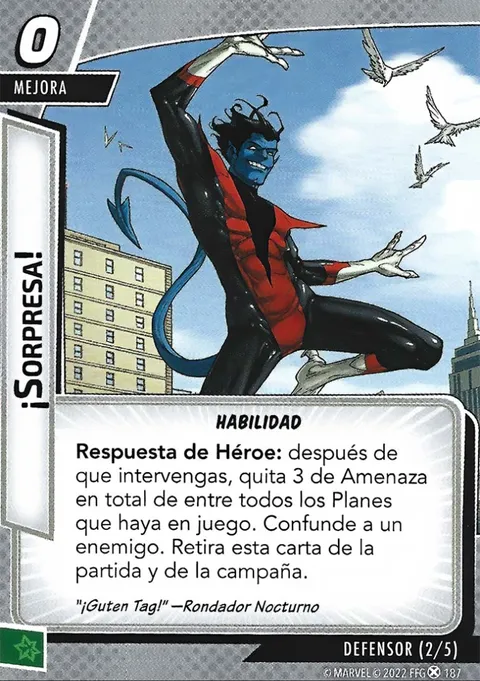 0
MEJORA
¡SORPRESA!
HABILIDAD
Respuesta de Héroe: después de
que intervengas, quita 3 de Amenaza
en total de entre todos los Planes
que haya en juego. Confunde a un
enemigo. Retira esta carta de la
partida y de la campaña.
"¡Guten Tag!" —Rondador Nocturno
DEFENSOR (2/5)
© MARVEL © 2022 FFG 187